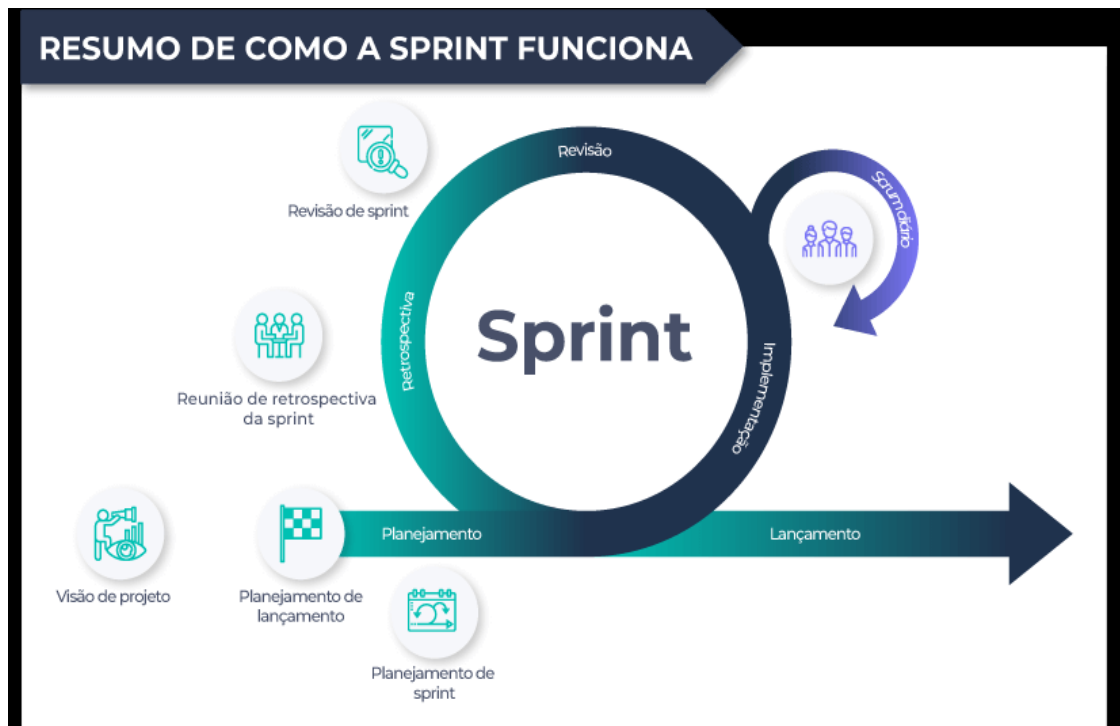 RESUMO DE COMO A SPRINT FUNCIONA
Revisão
Scrum diário
Revisão de sprint
Retrospectiva
Sprint
Implementação
Reunião de retrospectiva
da sprint
Planejamento
Lançamento
Visão de projeto
Planejamento de
lançamento
Planejamento de
sprint